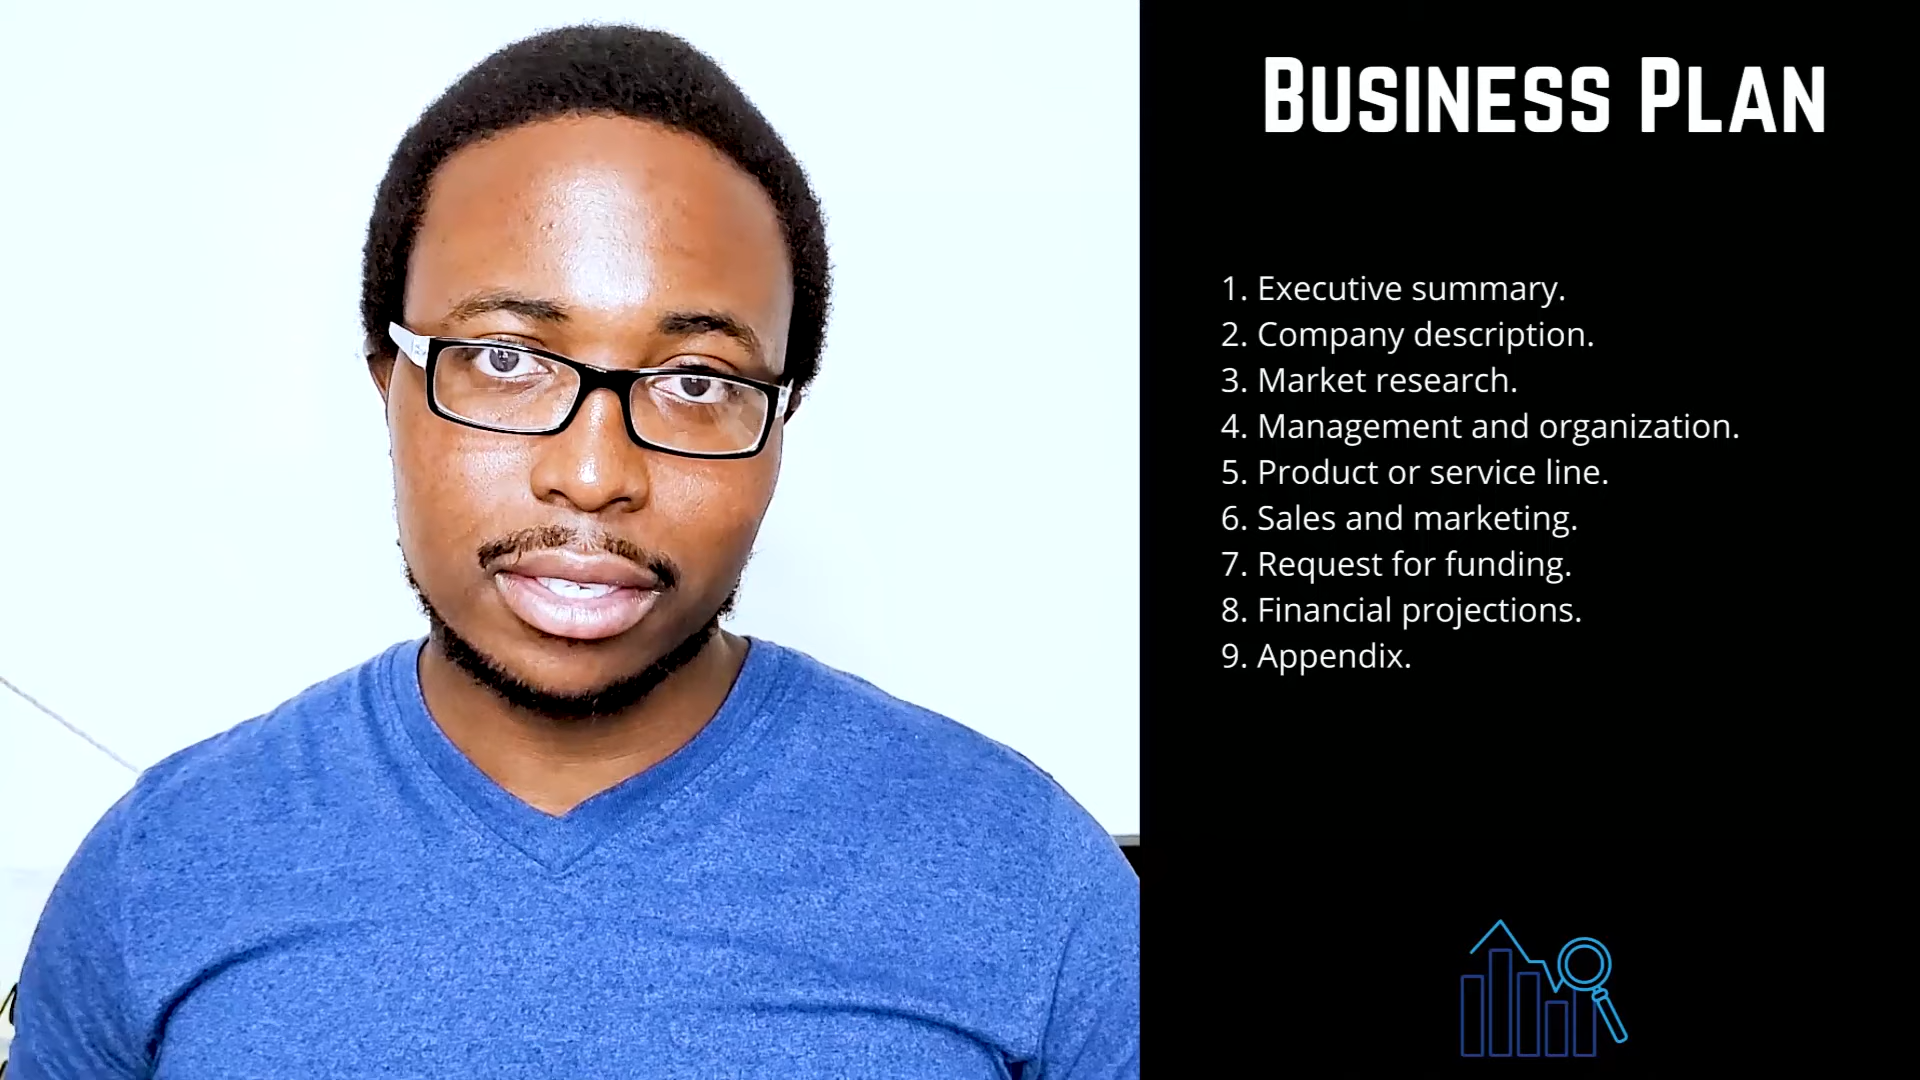 Business Plan
1. Executive summary.
2. Company description.
3. Market research.
4. Management and organization.
5. Product or service line.
6. Sales and marketing.
7. Request for funding.
8. Financial projections.
9. Appendix.